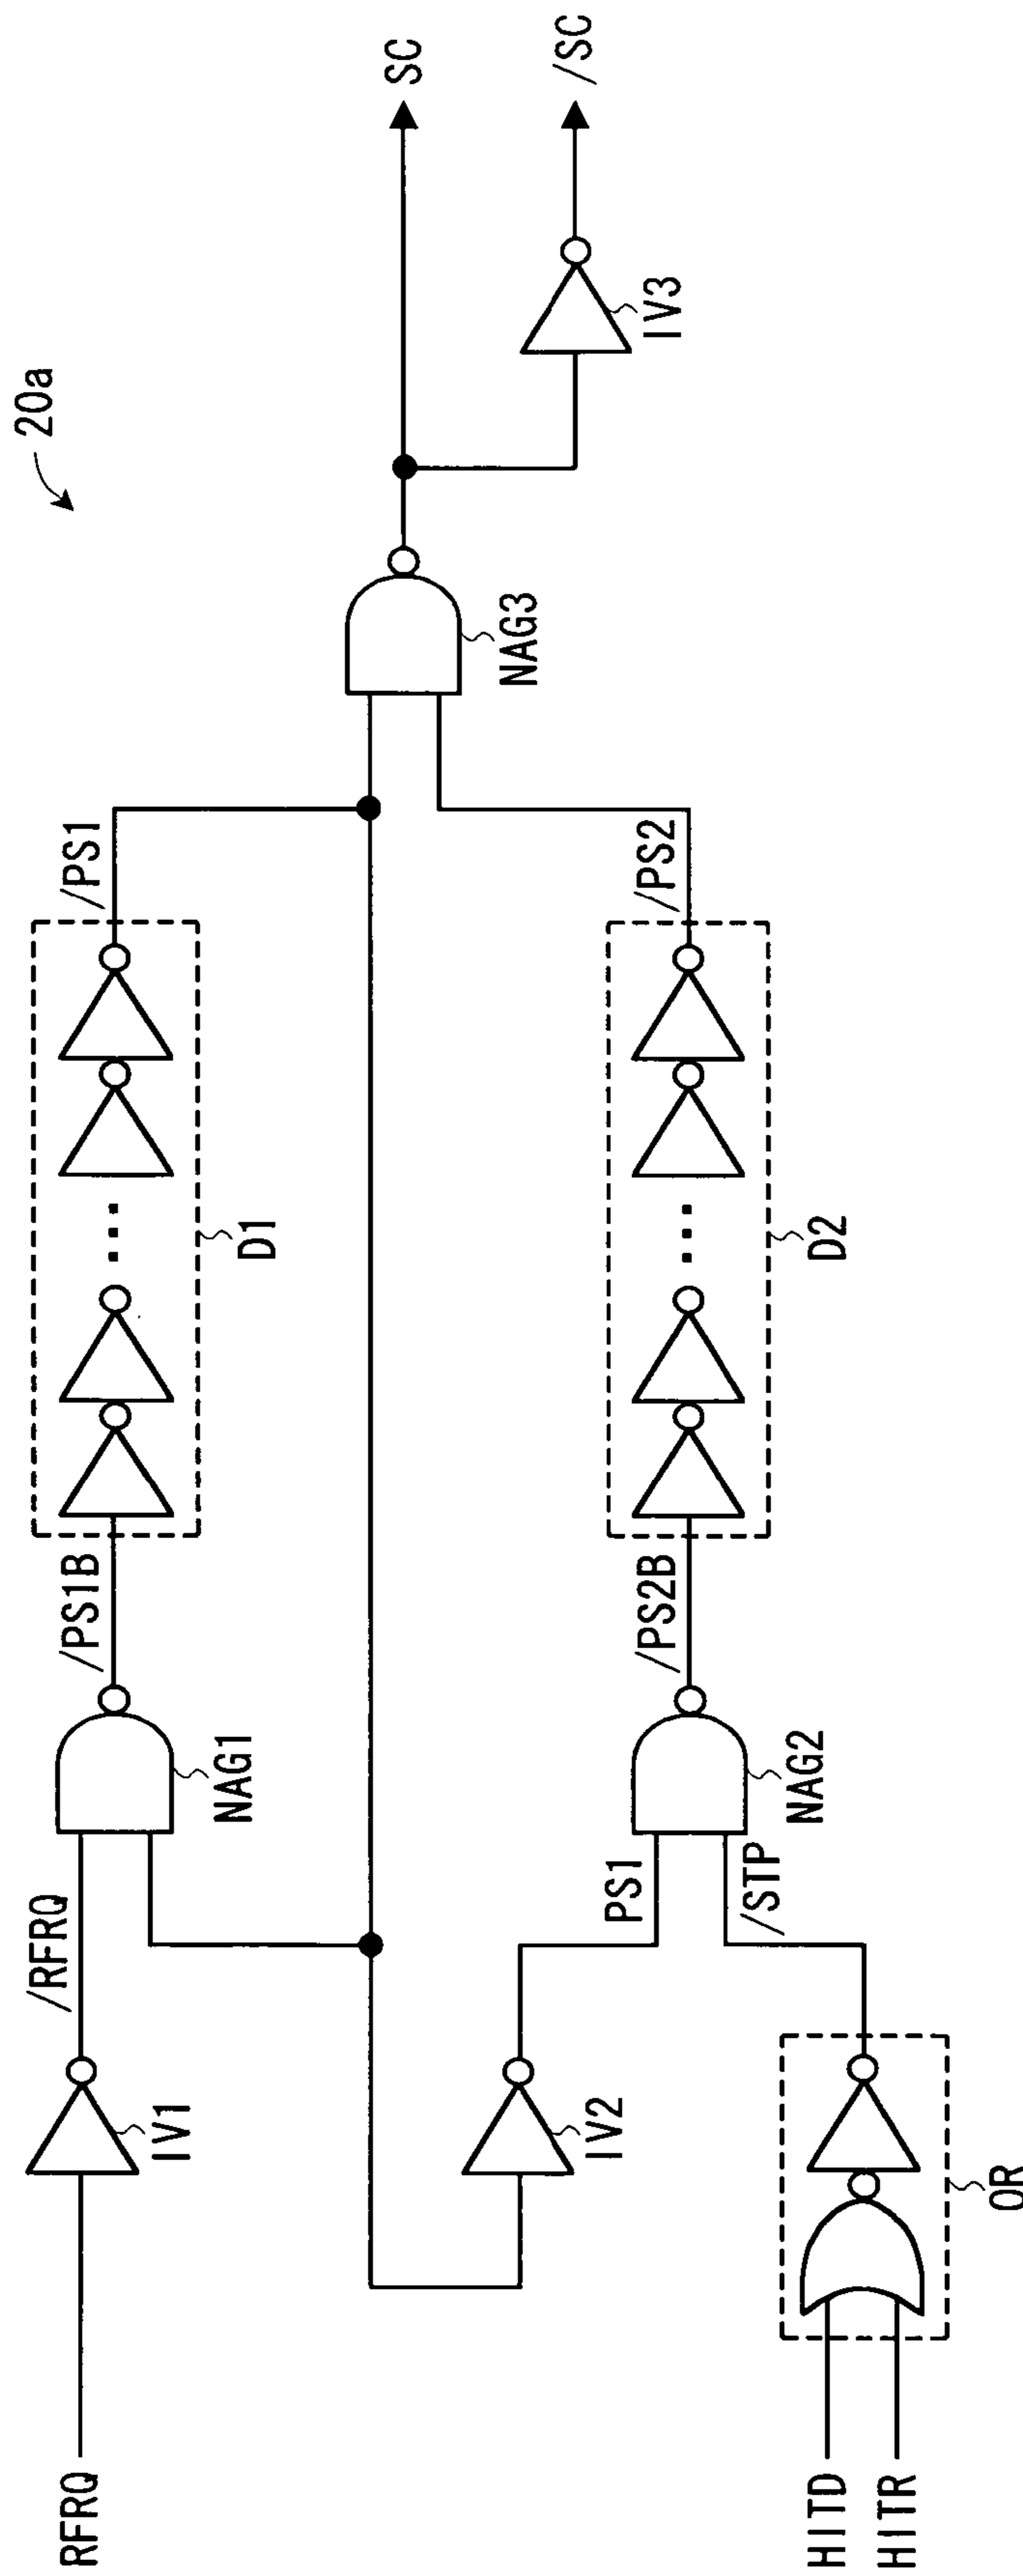 20a
RFRQ
IV1
/RFRQ
NAG1
/PS1B
D1
/PS1
NAG3
SC
/SC
IV3
IV2
PS1
/STP
NAG2
/PS2B
D2
/PS2
HITD
HITR
OR